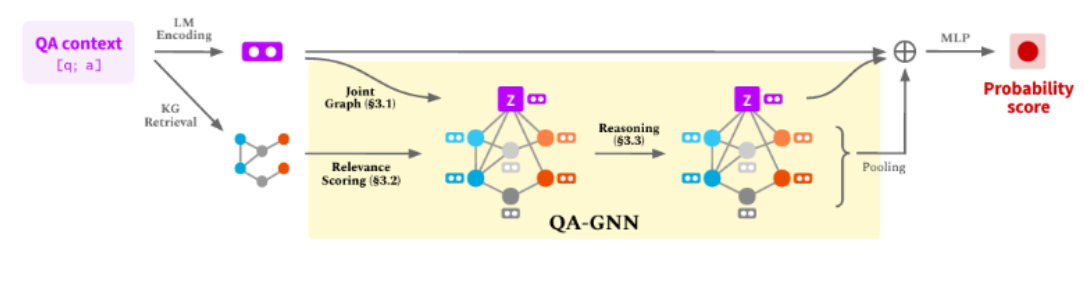 QA context
[q; a]
LM
Encoding
KG
Retrieval
Joint
Graph (§3.1)
Relevance
Scoring (§3.2)
Z
Reasoning
(§3.3)
Z
QA-GNN
Pooling
MLP
Probability
score